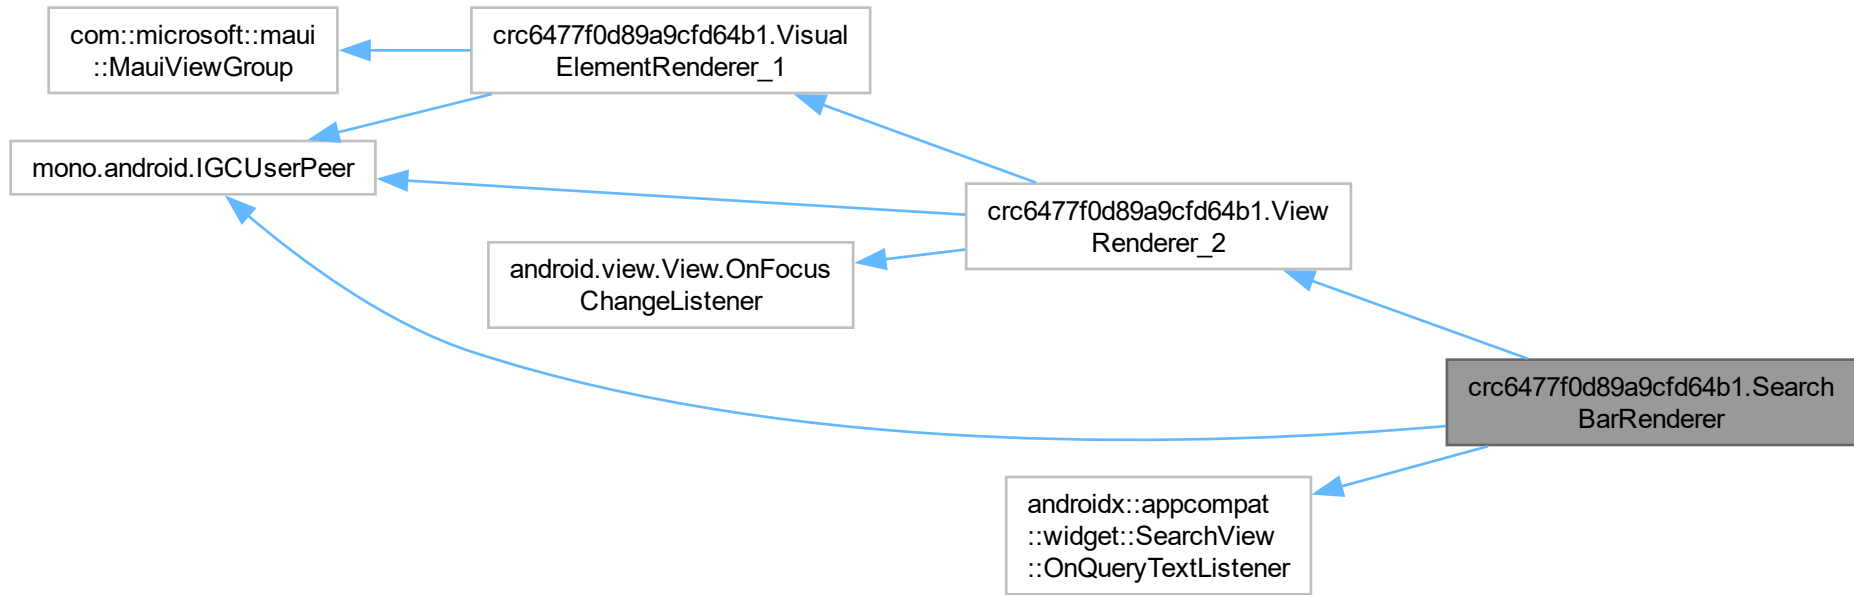 com::microsoft::maui
::MauiViewGroup
crc6477f0d89a9cfd64b1.Visual
ElementRenderer_1
mono.android.IGCUserPeer
crc6477f0d89a9cfd64b1.View
Renderer_2
android.view.View.OnFocus
ChangeListener
crc6477f0d89a9cfd64b1.Search
BarRenderer
androidx::appcompat
::widget::SearchView
::OnQueryTextListener